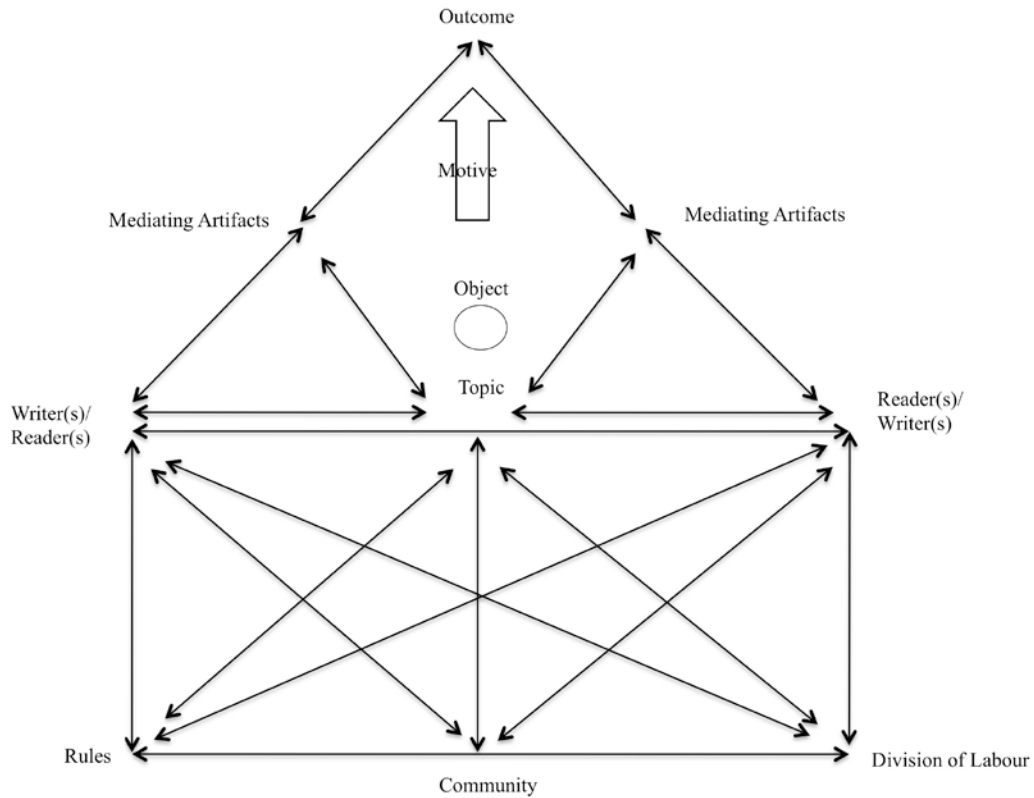 Outcome
Motive
Mediating Artifacts
Mediating Artifacts
Object
Topic
Writer(s)/
Reader(s)
Reader(s)/
Writer(s)
Rules
Community
Division of Labour